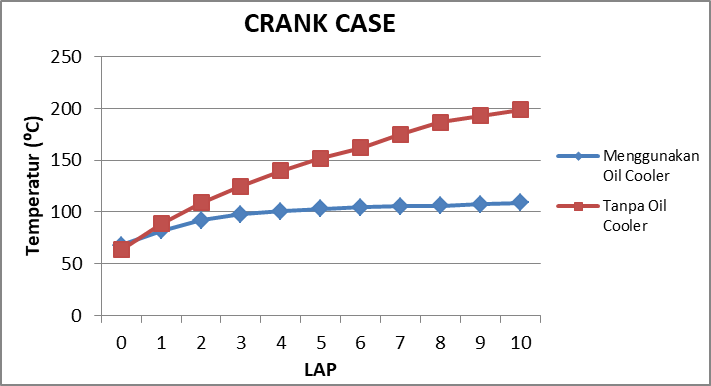 CRANK CASE
250
200
150
100
50
0
Temperatur (ºC)
0 1 2 3 4 5 6 7 8 9 10
LAP
Menggunakan
Oil Cooler
Tanpa Oil
Cooler